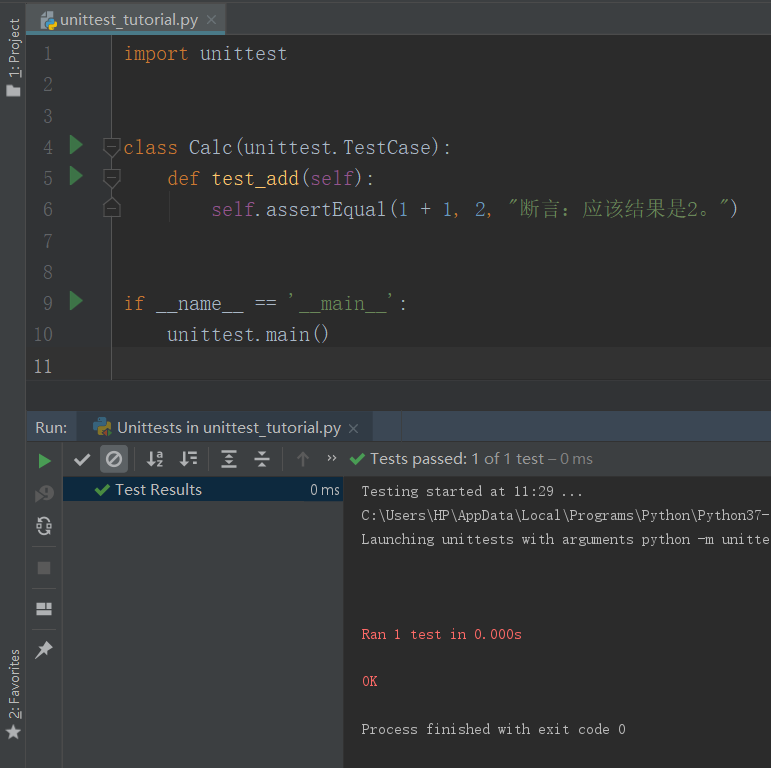 unittest_tutorial.py
1: Project
1 import unittest
2
3
4 class Calc(unittest.TestCase):
5 def test_add(self):
6 self.assertEqual(1 + 1, 2, "断言：应该结果是2。")
7
8
9 if __name__ == '__main__':
10 unittest.main()
11
Run: Unittests in unittest_tutorial.py
Tests passed: 1 of 1 test – 0 ms
Test Results 0 ms
Testing started at 11:29 ...
C:\Users\HP\AppData\Local\Programs\Python\Python37-
Launching unittests with arguments python -m unitte
Ran 1 test in 0.000s
OK
Process finished with exit code 0
2: Favorites